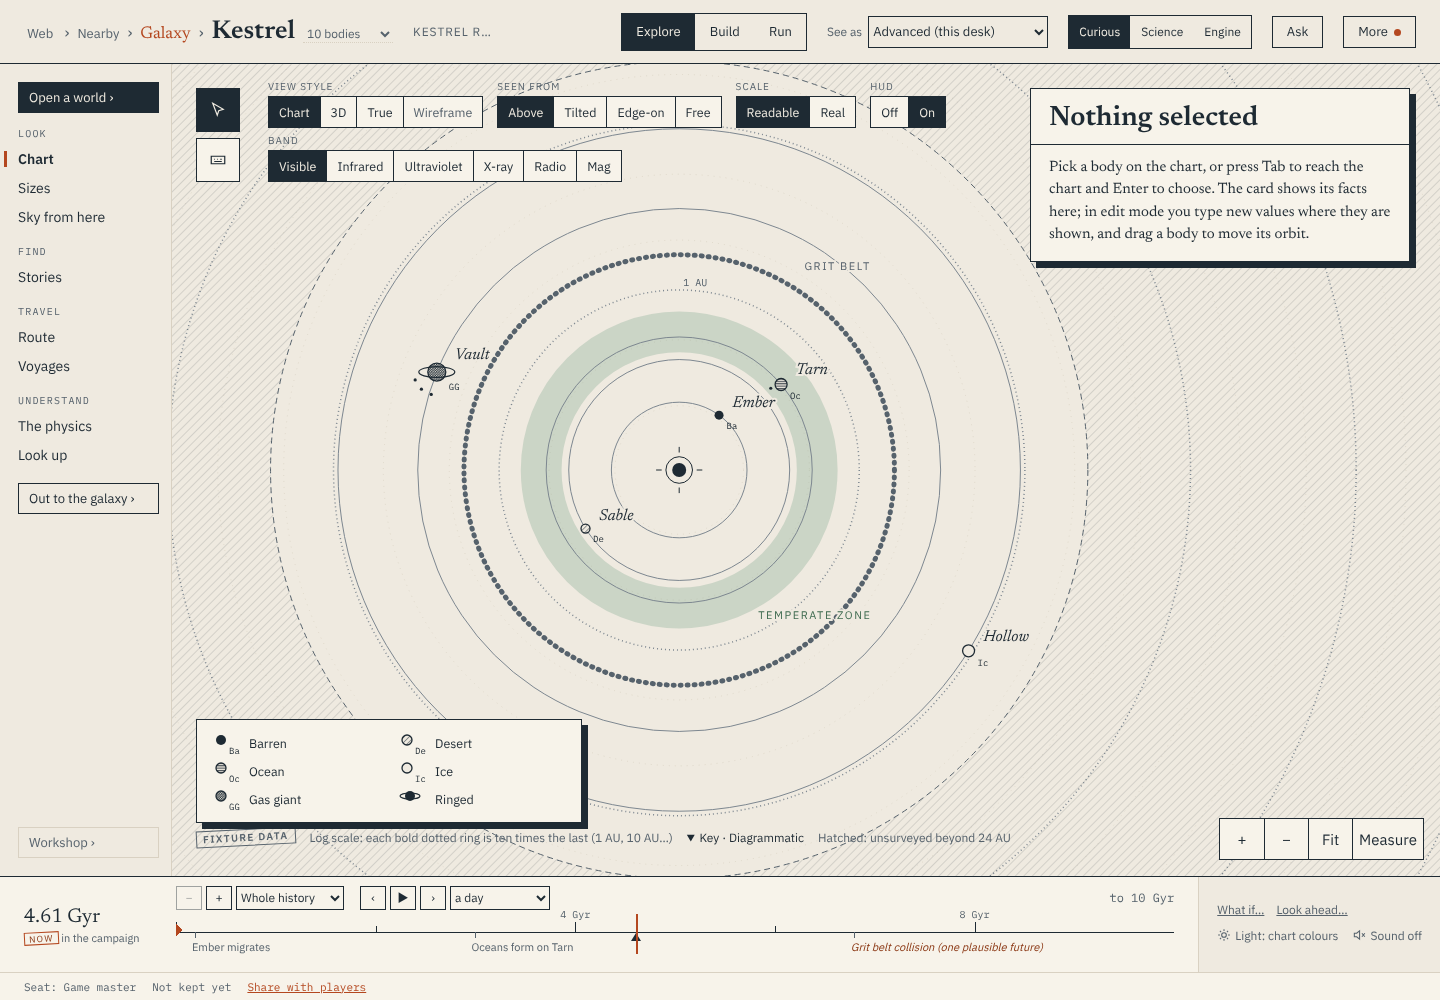 Web › Nearby › Galaxy › Kestrel 10 bodies KESTREL R...
Explore Build Run See as Advanced (this desk) Curious Science Engine Ask More
Open a world ›
LOOK
Chart
Sizes
Sky from here
FIND
Stories
TRAVEL
Route
Voyages
UNDERSTAND
The physics
Look up
Out to the galaxy ›
Workshop ›
VIEW STYLE SEEN FROM SCALE HUD
Chart 3D True Wireframe Above Tilted Edge-on Free Readable Real Off On
BAND
Visible Infrared Ultraviolet X-ray Radio Mag
Nothing selected
Pick a body on the chart, or press Tab to reach the
chart and Enter to choose. The card shows its facts
here; in edit mode you type new values where they are
shown, and drag a body to move its orbit.
GRIT BELT
1 AU
Vault
GG
Tarn
Oc
Ember
Ba
Sable
De
TEMPERATE ZONE
Hollow
Ic
Ba Barren De Desert
Oc Ocean Ic Ice
GG Gas giant Ringed
FIXTURE DATA Log scale: each bold dotted ring is ten times the last (1 AU, 10 AU...) ▼ Key · Diagrammatic Hatched: unsurveyed beyond 24 AU
+ − Fit Measure
4.61 Gyr
NOW in the campaign
− + Whole history ‹ ▶ › a day to 10 Gyr
4 Gyr 8 Gyr
Ember migrates Oceans form on Tarn Grit belt collision (one plausible future)
What if... Look ahead...
Light: chart colours Sound off
Seat: Game master Not kept yet Share with players